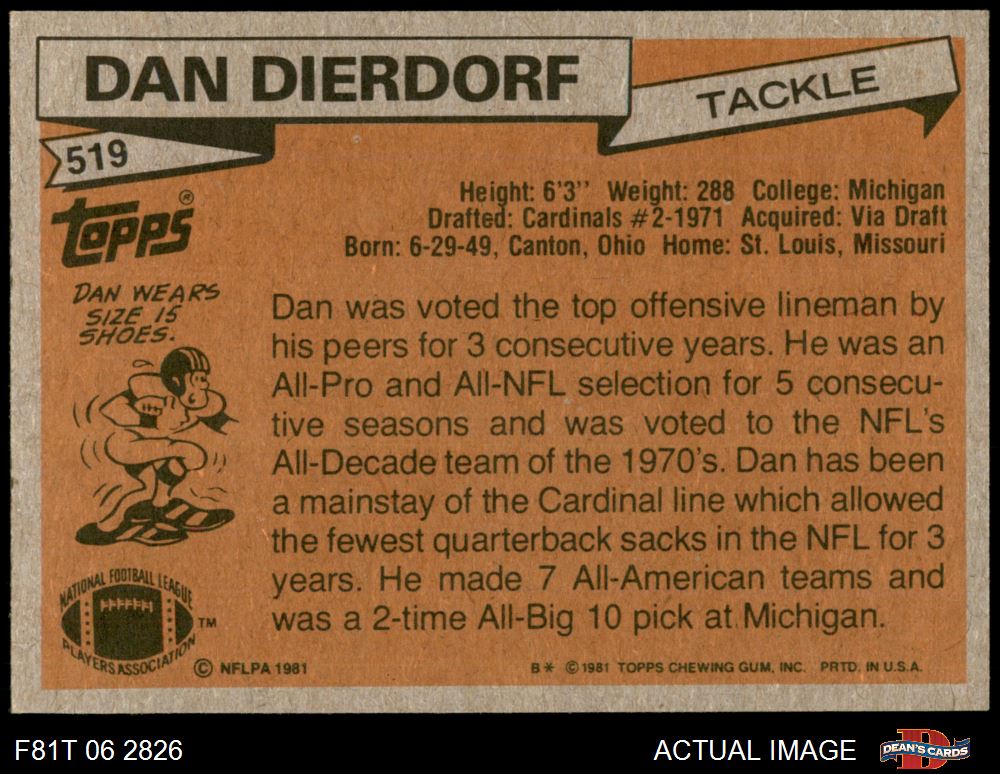 DAN DIERDORF
TACKLE
519
Topps®
Height: 6'3'' Weight: 288 College: Michigan
Drafted: Cardinals #2-1971 Acquired: Via Draft
Born: 6-29-49, Canton, Ohio Home: St. Louis, Missouri
DAN WEARS
SIZE 15
SHOES.
Dan was voted the top offensive lineman by
his peers for 3 consecutive years. He was an
All-Pro and All-NFL selection for 5 consecu-
tive seasons and was voted to the NFL's
All-Decade team of the 1970's. Dan has been
a mainstay of the Cardinal line which allowed
the fewest quarterback sacks in the NFL for 3
years. He made 7 All-American teams and
was a 2-time All-Big 10 pick at Michigan.
NATIONAL FOOTBALL LEAGUE
PLAYERS ASSOCIATION
TM
© NFLPA 1981
B* © 1981 TOPPS CHEWING GUM, INC. PRTD. IN U.S.A.
F81T 06 2826
ACTUAL IMAGE
DEAN'S CARDS